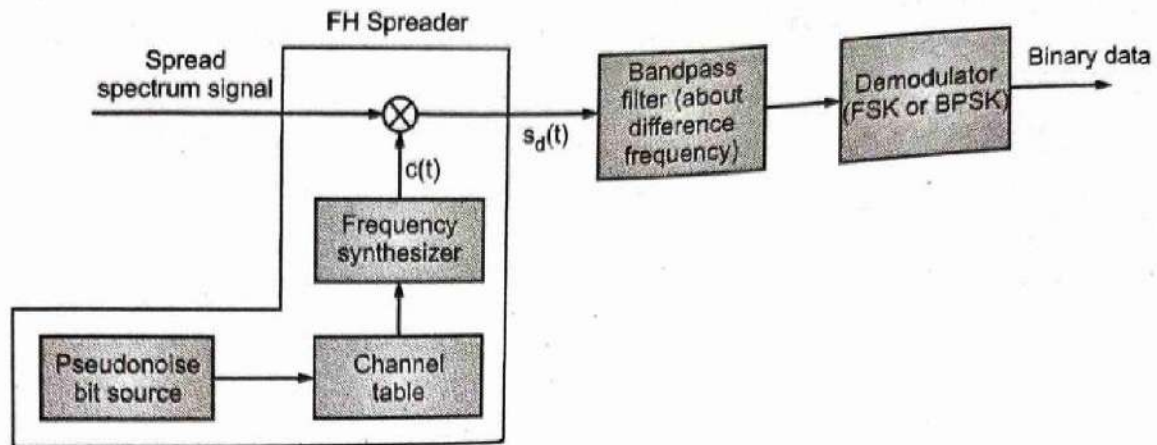 FH Spreader
Spread
spectrum signal
s_d(t)
Bandpass
filter (about
difference
frequency)
Demodulator
(FSK or BPSK)
Binary data
c(t)
Frequency
synthesizer
Pseudonoise
bit source
Channel
table